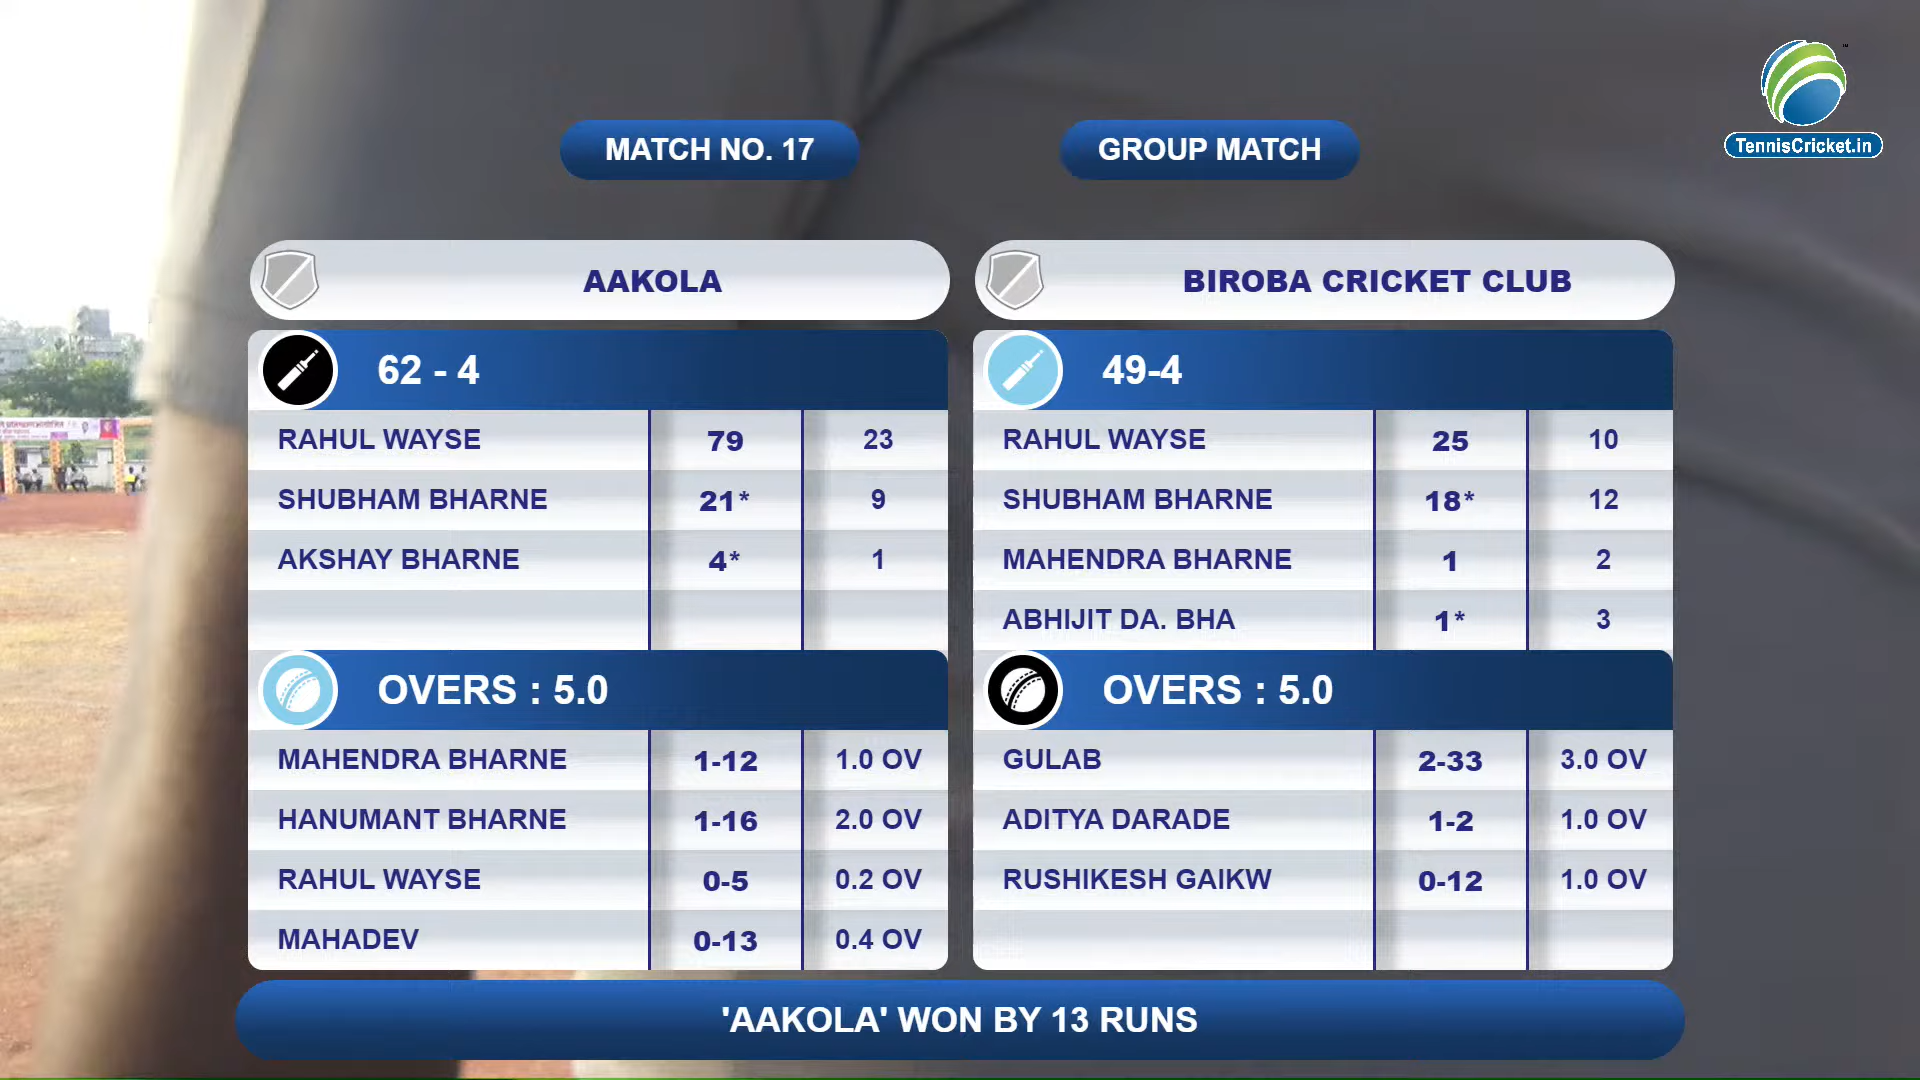 TennisCricket.in
MATCH NO. 17
GROUP MATCH
AAKOLA
62 - 4
RAHUL WAYSE 79 23
SHUBHAM BHARNE 21* 9
AKSHAY BHARNE 4* 1
OVERS : 5.0
MAHENDRA BHARNE 1-12 1.0 OV
HANUMANT BHARNE 1-16 2.0 OV
RAHUL WAYSE 0-5 0.2 OV
MAHADEV 0-13 0.4 OV
BIROBA CRICKET CLUB
49-4
RAHUL WAYSE 25 10
SHUBHAM BHARNE 18* 12
MAHENDRA BHARNE 1 2
ABHIJIT DA. BHA 1* 3
OVERS : 5.0
GULAB 2-33 3.0 OV
ADITYA DARADE 1-2 1.0 OV
RUSHIKESH GAIKW 0-12 1.0 OV
'AAKOLA' WON BY 13 RUNS